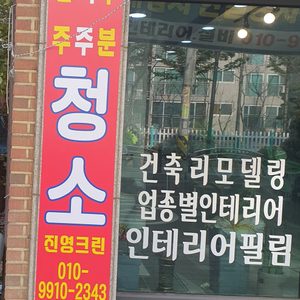 주주분
청
소
진영크린
010-
9910-2343
건축리모델링
업종별인테리어
인테리어필림